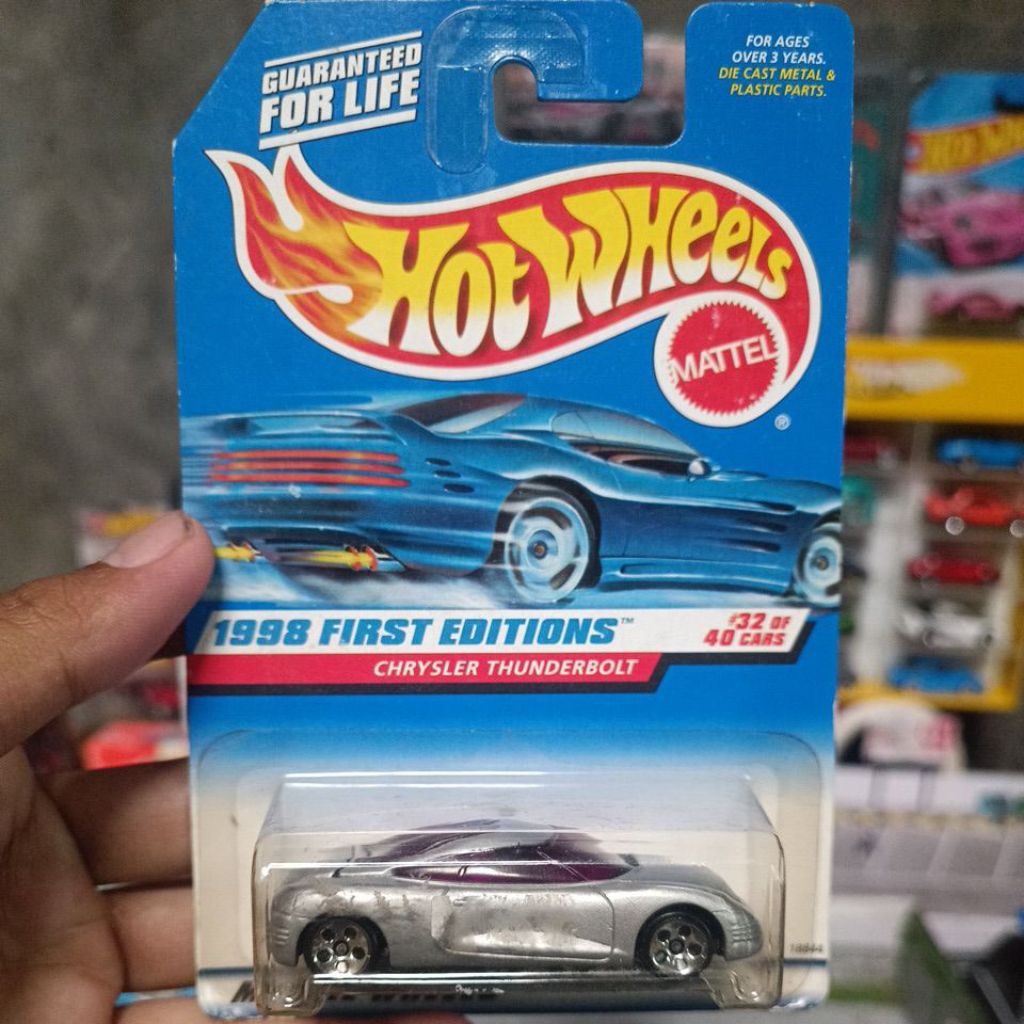 GUARANTEED
FOR LIFE
FOR AGES
OVER 3 YEARS.
DIE CAST METAL &
PLASTIC PARTS.
HOT WHEELS
MATTEL
®
1998 FIRST EDITIONS™
#32 OF
40 CARS
CHRYSLER THUNDERBOLT